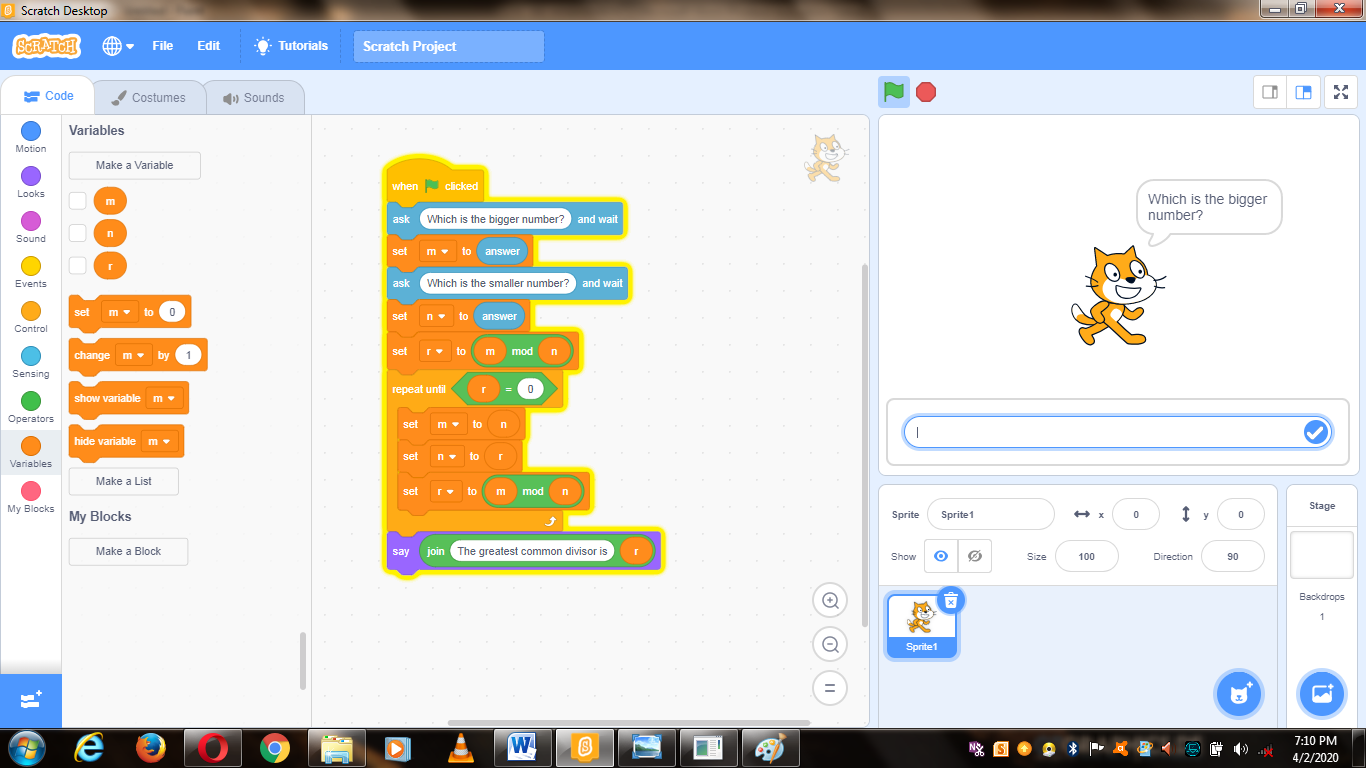 Scratch Desktop
SCRATCH
File
Edit
Tutorials
Scratch Project
Code
Costumes
Sounds
Motion
Looks
Sound
Events
Control
Sensing
Operators
Variables
My Blocks
Variables
Make a Variable
m
n
r
set m to 0
change m by 1
show variable m
hide variable m
Make a List
My Blocks
Make a Block
when clicked
ask Which is the bigger number? and wait
set m to answer
ask Which is the smaller number? and wait
set n to answer
set r to m mod n
repeat until r = 0
set m to n
set n to r
set r to m mod n
say join The greatest common divisor is r
Which is the bigger
number?
Sprite Sprite1 x 0 y 0
Show Size 100 Direction 90
Sprite1
Stage
Backdrops
1
7:10 PM
4/2/2020